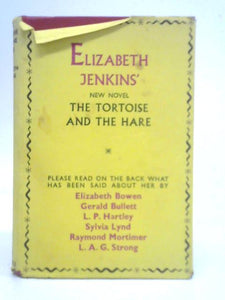 ELIZABETH
JENKINS'
NEW NOVEL
THE TORTOISE
AND THE HARE
PLEASE READ ON THE BACK WHAT
HAS BEEN SAID ABOUT HER BY
Elizabeth Bowen
Gerald Bullett
L. P. Hartley
Sylvia Lynd
Raymond Mortimer
L. A. G. Strong